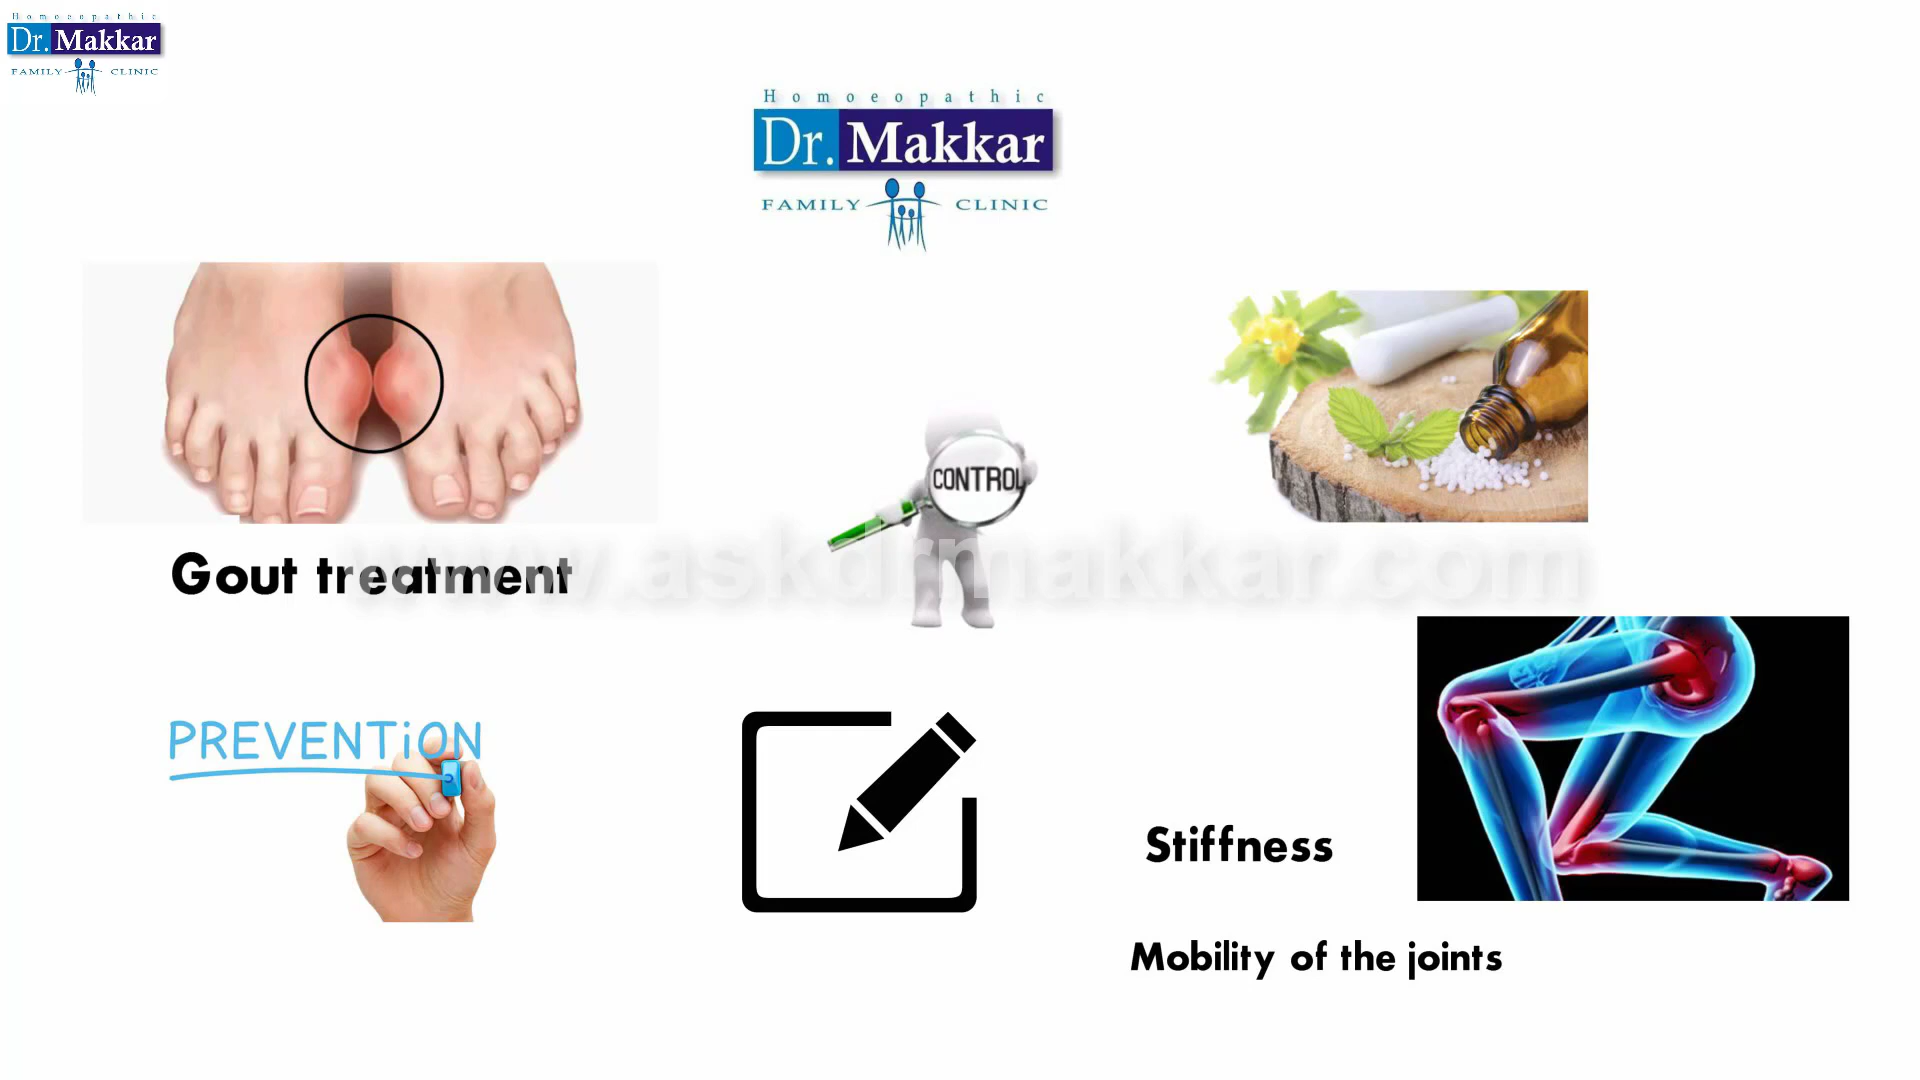 Homoeopathic
Dr. Makkar
FAMILY CLINIC
Homoeopathic
Dr. Makkar
FAMILY CLINIC
CONTROL
Gout treatment
www.askdrmakkar.com
PREVENTiON
Stiffness
Mobility of the joints